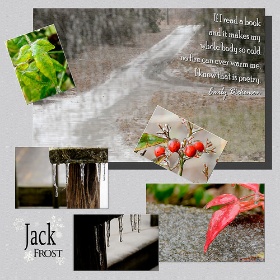 If I read a book
and it makes my
whole body so cold
no fire can ever warm me
I know that is poetry
Emily Dickinson
Jack
FROST